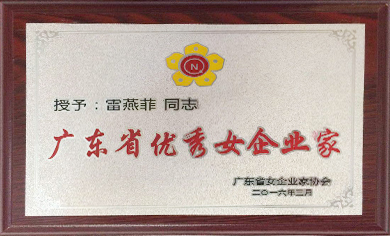 授予：雷燕菲 同志
广东省优秀女企业家
广东省女企业家协会
二〇一六年三月